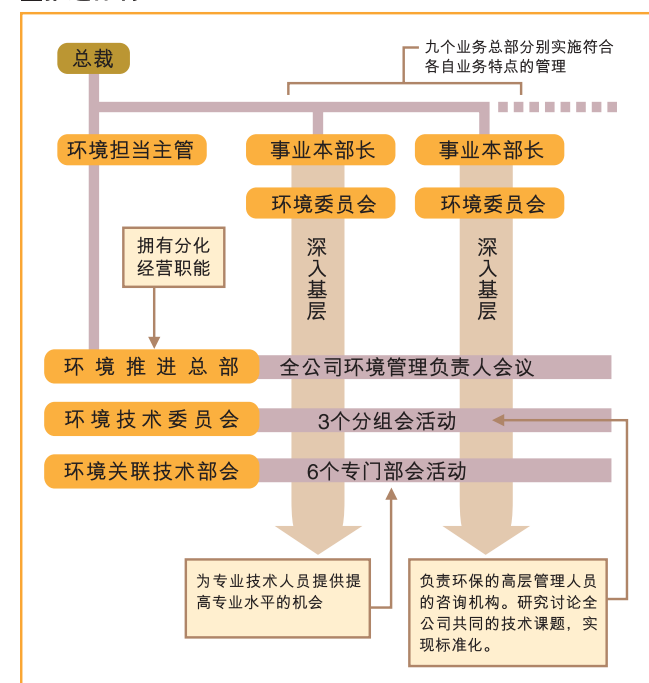 总裁
九个业务总部分别实施符合
各自业务特点的管理
环境担当主管
事业本部长
事业本部长
环境委员会
环境委员会
拥有分化
经营职能
深入基层
深入基层
环境推进总部
全公司环境管理负责人会议
环境技术委员会
3个分组会活动
环境关联技术部会
6个专门部会活动
为专业技术人员提供提
高专业水平的机会
负责环保的高层管理人员
的咨询机构。研究讨论全
公司共同的技术课题，实
现标准化。